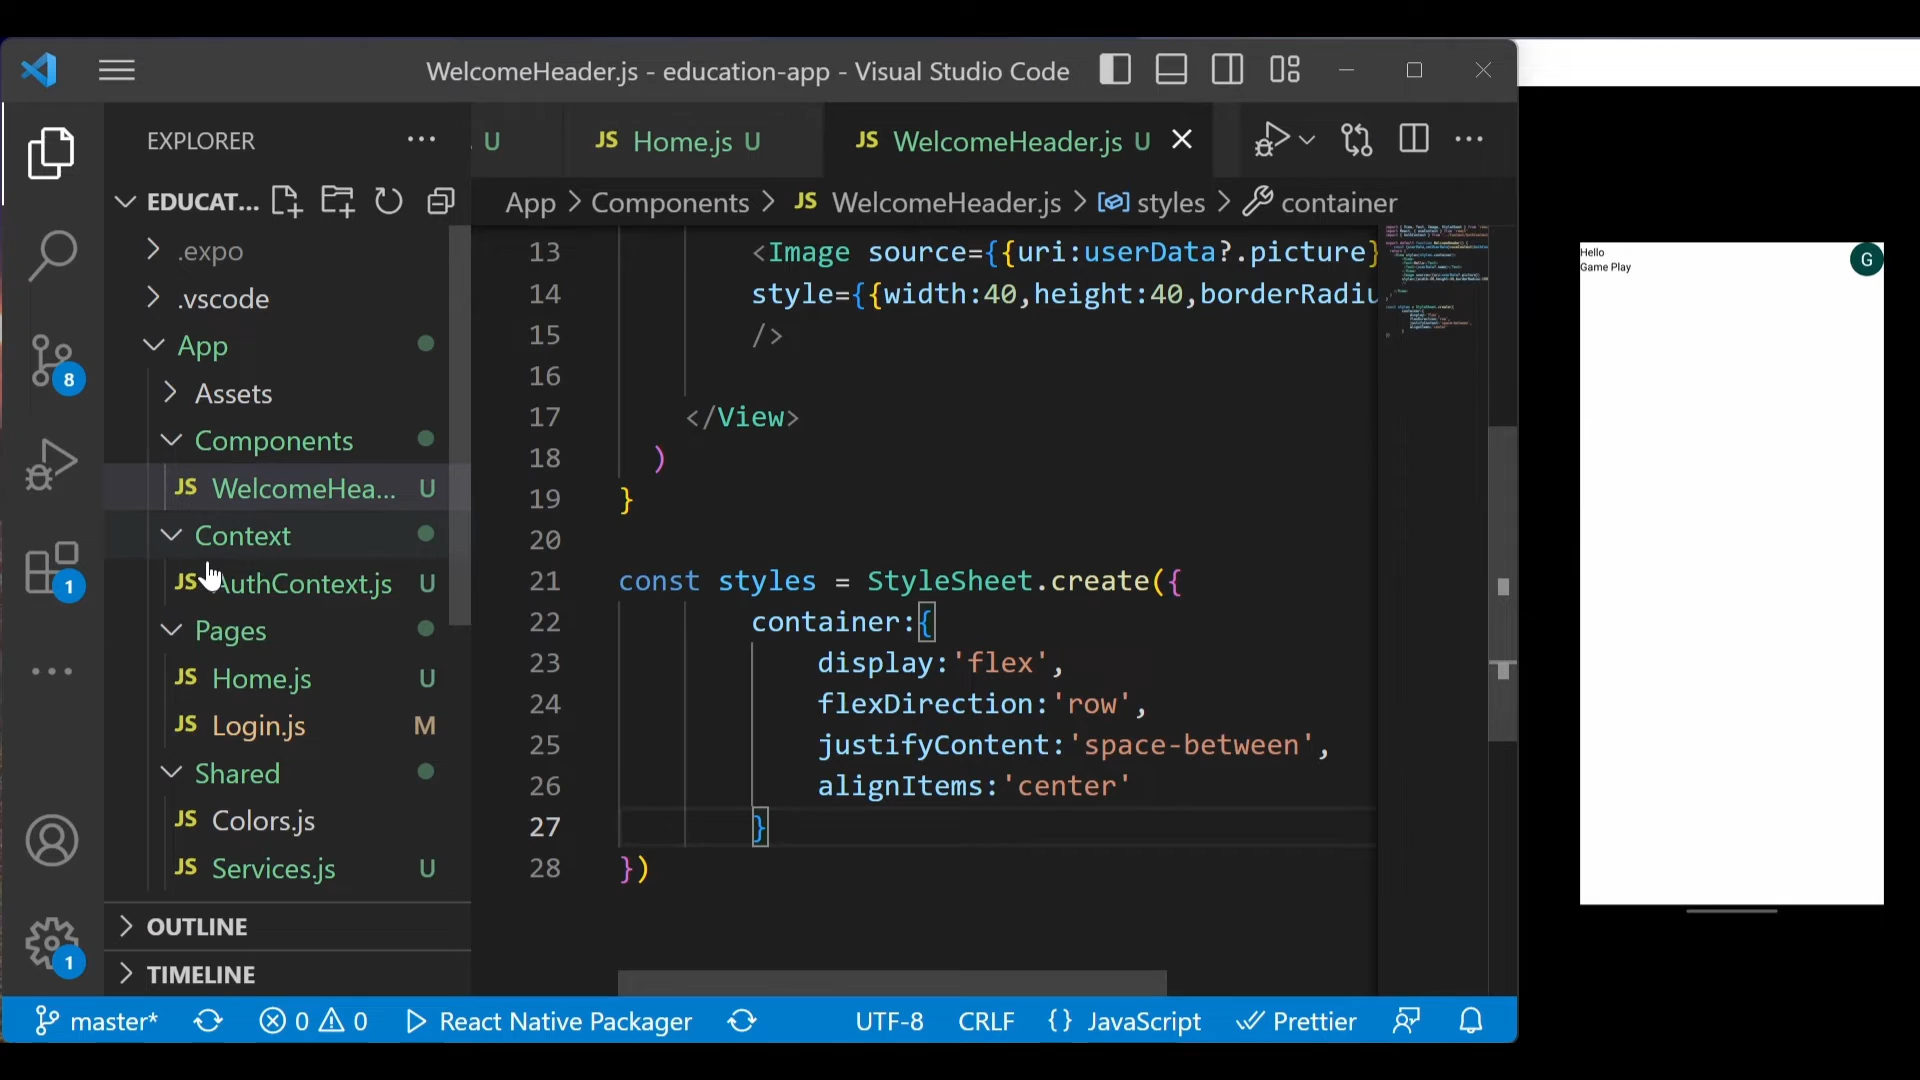 WelcomeHeader.js - education-app - Visual Studio Code
EXPLORER
U
JS Home.js U
JS WelcomeHeader.js U
EDUCAT...
App > Components > JS WelcomeHeader.js > styles > container
.expo
.vscode
App
Assets
Components
JS WelcomeHea... U
Context
JS AuthContext.js U
Pages
JS Home.js U
JS Login.js M
Shared
JS Colors.js
JS Services.js U
OUTLINE
TIMELINE
8
1
1
13 <Image source={{uri:userData?.picture}
14 style={{width:40,height:40,borderRadiu
15 />
16
17 </View>
18 )
19 }
20
21 const styles = StyleSheet.create({
22 container:{
23 display:'flex',
24 flexDirection:'row',
25 justifyContent:'space-between',
26 alignItems:'center'
27 }
28 })
master* 0 0 React Native Packager UTF-8 CRLF {} JavaScript Prettier
Hello
Game Play
G